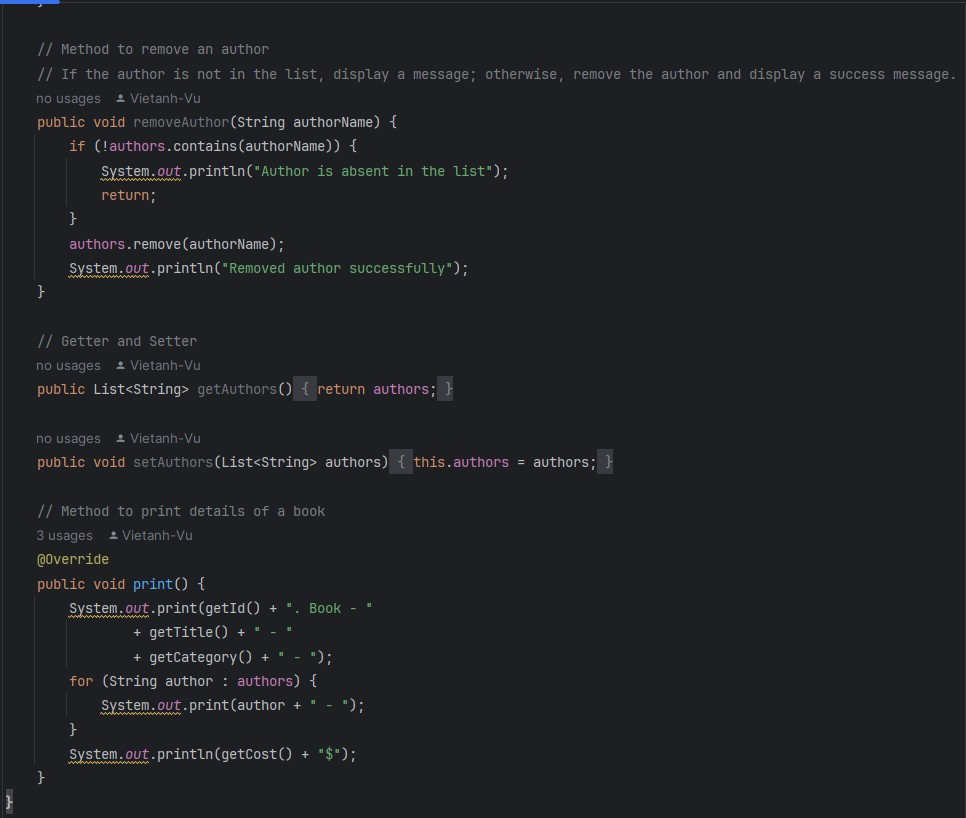 // Method to remove an author
// If the author is not in the list, display a message; otherwise, remove the author and display a success message.
no usages Vietanh-Vu
public void removeAuthor(String authorName) {
if (!authors.contains(authorName)) {
System.out.println("Author is absent in the list");
return;
}
authors.remove(authorName);
System.out.println("Removed author successfully");
}
// Getter and Setter
no usages Vietanh-Vu
public List<String> getAuthors() { return authors; }
no usages Vietanh-Vu
public void setAuthors(List<String> authors) { this.authors = authors; }
// Method to print details of a book
3 usages Vietanh-Vu
@Override
public void print() {
System.out.print(getId() + ". Book - "
+ getTitle() + " - "
+ getCategory() + " - ");
for (String author : authors) {
System.out.print(author + " - ");
}
System.out.println(getCost() + "$");
}
}